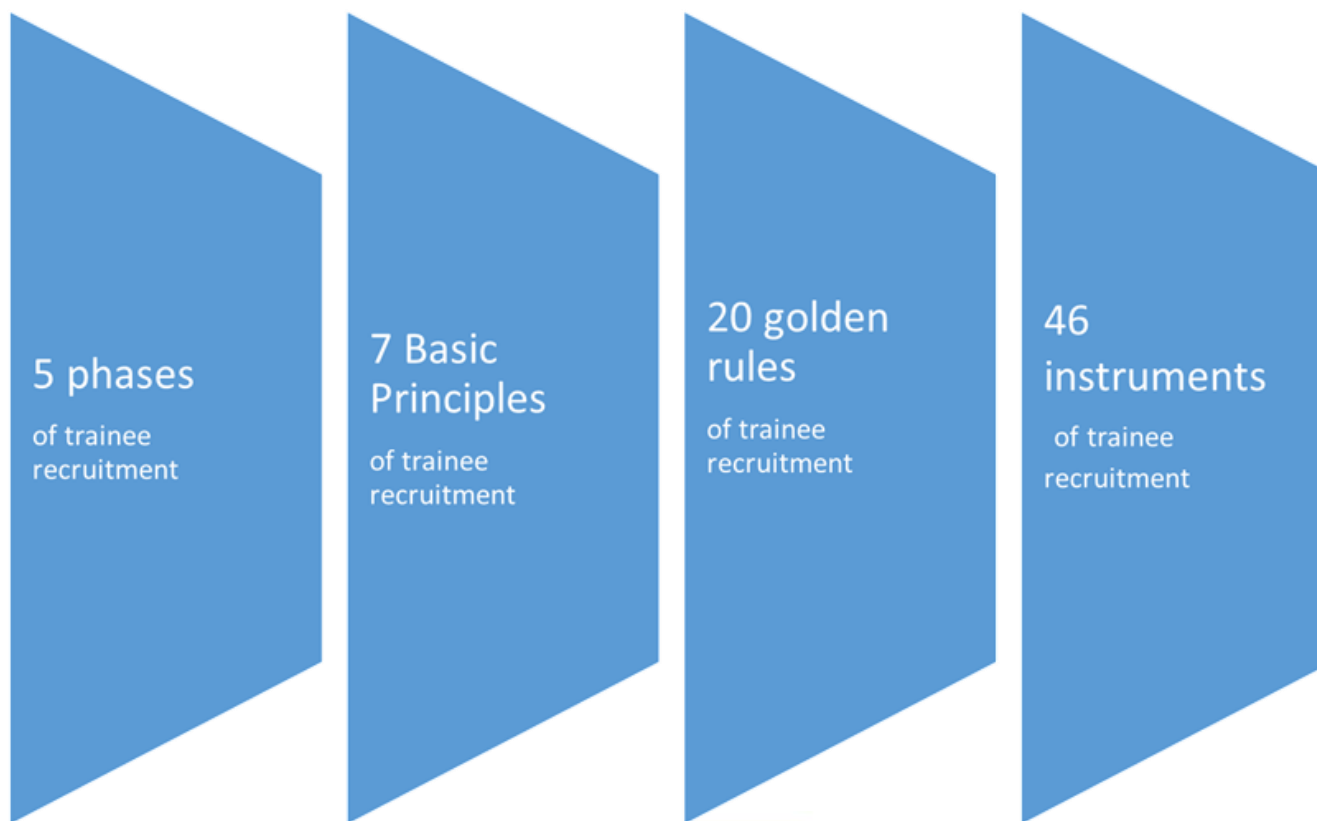 5 phases
of trainee
recruitment
7 Basic
Principles
of trainee
recruitment
20 golden
rules
of trainee
recruitment
46
instruments
of trainee
recruitment